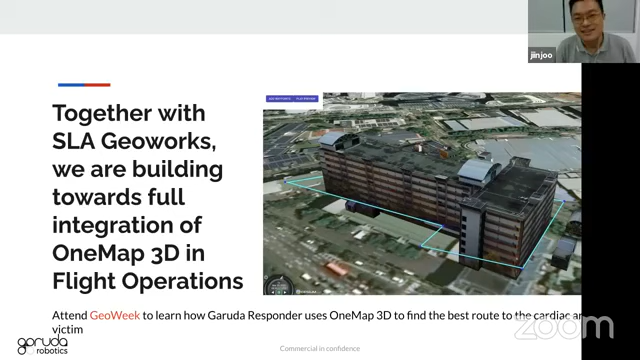 jinjoo
Together with
SLA Geoworks,
we are building
towards full
integration of
OneMap 3D in
Flight Operations
Attend GeoWeek to learn how Garuda Responder uses OneMap 3D to find the best route to the cardiac
victim
garuda
robotics
Commercial in confidence
zoom